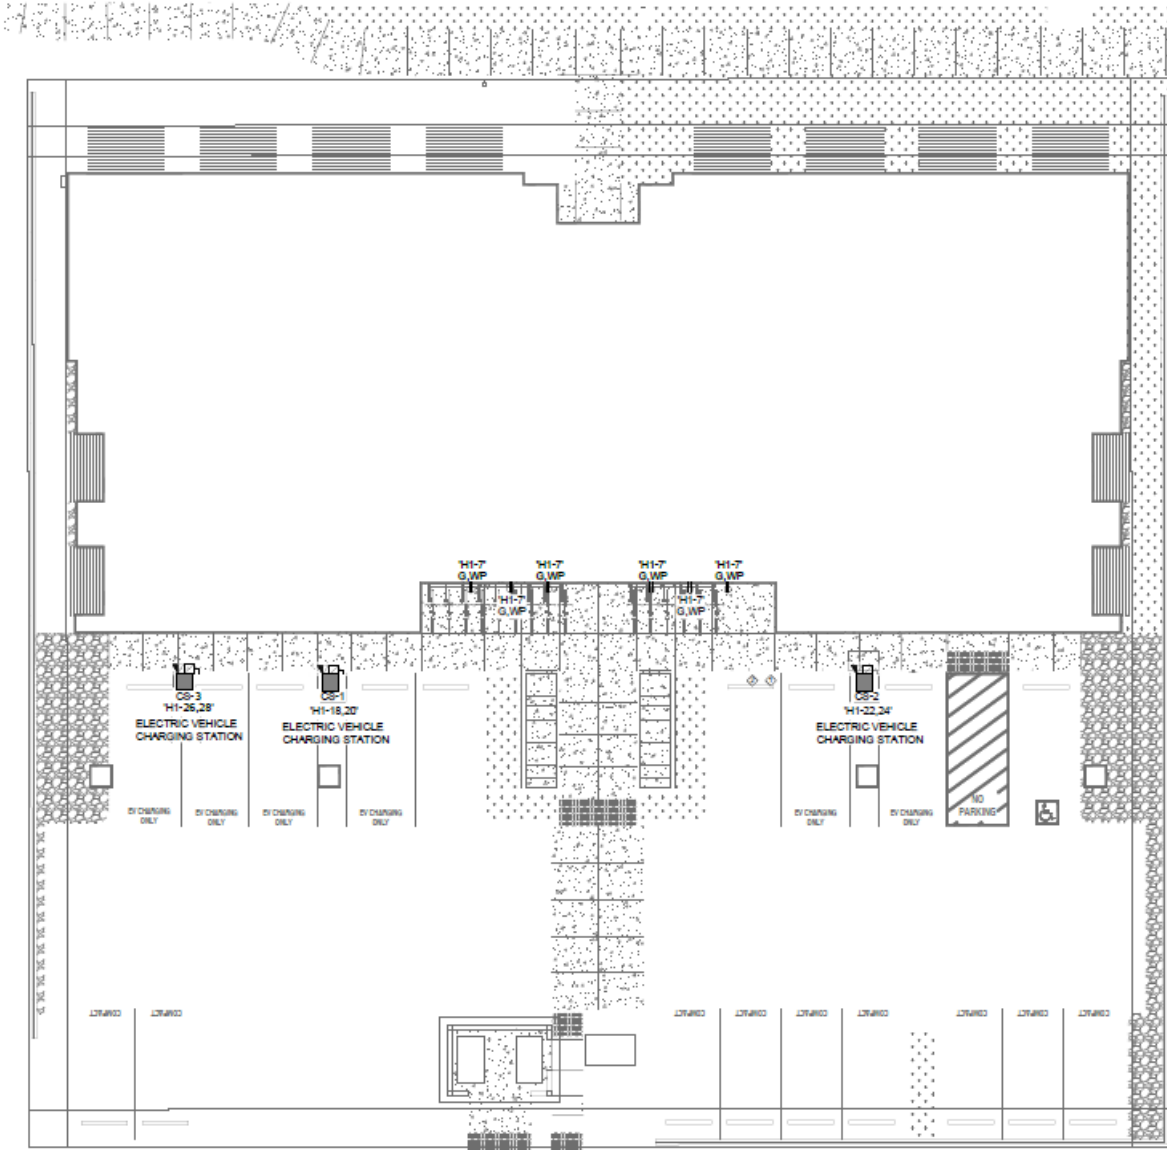 'H1-7'
G,WP
'H1-7'
G,WP
'H1-7'
G,WP
'H1-7'
G,WP
'H1-7'
G,WP
'H1-7'
G,WP
CS-3
'H1-26,28'
ELECTRIC VEHICLE
CHARGING STATION
CS-1
'H1-18,20'
ELECTRIC VEHICLE
CHARGING STATION
CS-2
'H1-22,24'
ELECTRIC VEHICLE
CHARGING STATION
EV CHARGING
ONLY
EV CHARGING
ONLY
EV CHARGING
ONLY
EV CHARGING
ONLY
EV CHARGING
ONLY
EV CHARGING
ONLY
NO
PARKING
COMPACT
COMPACT
COMPACT
COMPACT
COMPACT
COMPACT
COMPACT
COMPACT
COMPACT